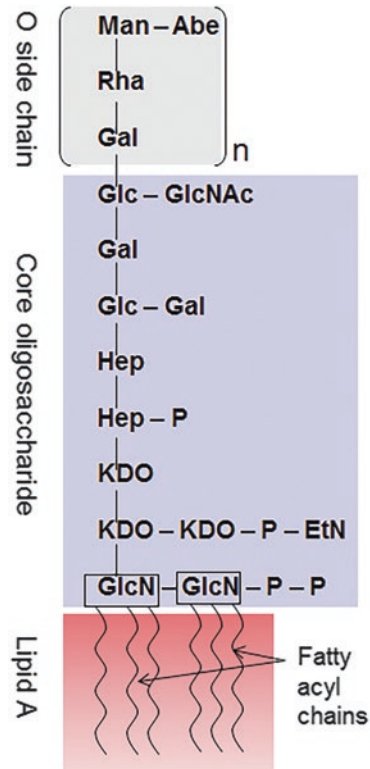 O side chain
Man – Abe
Rha
Gal
n
Core oligosaccharide
Glc – GlcNAc
Gal
Glc – Gal
Hep
Hep – P
KDO
KDO – KDO – P – EtN
GlcN – GlcN – P – P
Lipid A
Fatty
acyl
chains